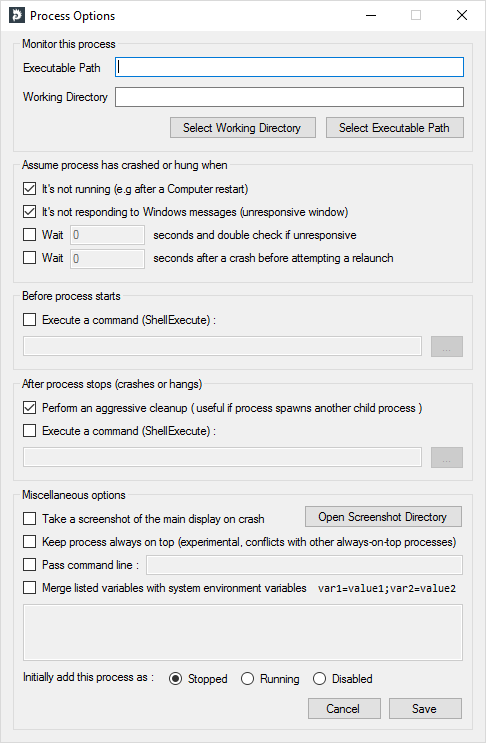 Process Options
Monitor this process
Executable Path
Working Directory
Select Working Directory
Select Executable Path
Assume process has crashed or hung when
It's not running (e.g after a Computer restart)
It's not responding to Windows messages (unresponsive window)
Wait 0 seconds and double check if unresponsive
Wait 0 seconds after a crash before attempting a relaunch
Before process starts
Execute a command (ShellExecute) :
...
After process stops (crashes or hangs)
Perform an aggressive cleanup ( useful if process spawns another child process )
Execute a command (ShellExecute) :
...
Miscellaneous options
Take a screenshot of the main display on crash
Open Screenshot Directory
Keep process always on top (experimental, conflicts with other always-on-top processes)
Pass command line :
Merge listed variables with system environment variables var1=value1;var2=value2
Initially add this process as : Stopped Running Disabled
Cancel
Save